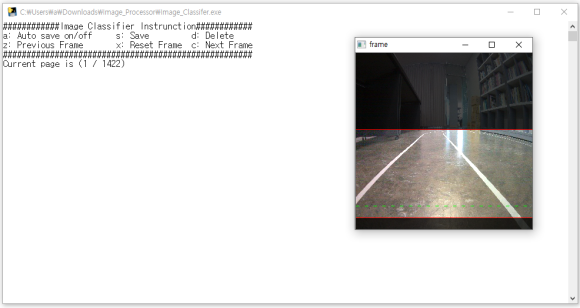 C:₩Users₩a₩Downloads₩Image_Processor₩Image_Classifer.exe
############Image Classifier Instrunction############
a: Auto save on/off s: Save d: Delete
z: Previous Frame x: Reset Frame c: Next Frame
Current page is (1 / 1422)
frame